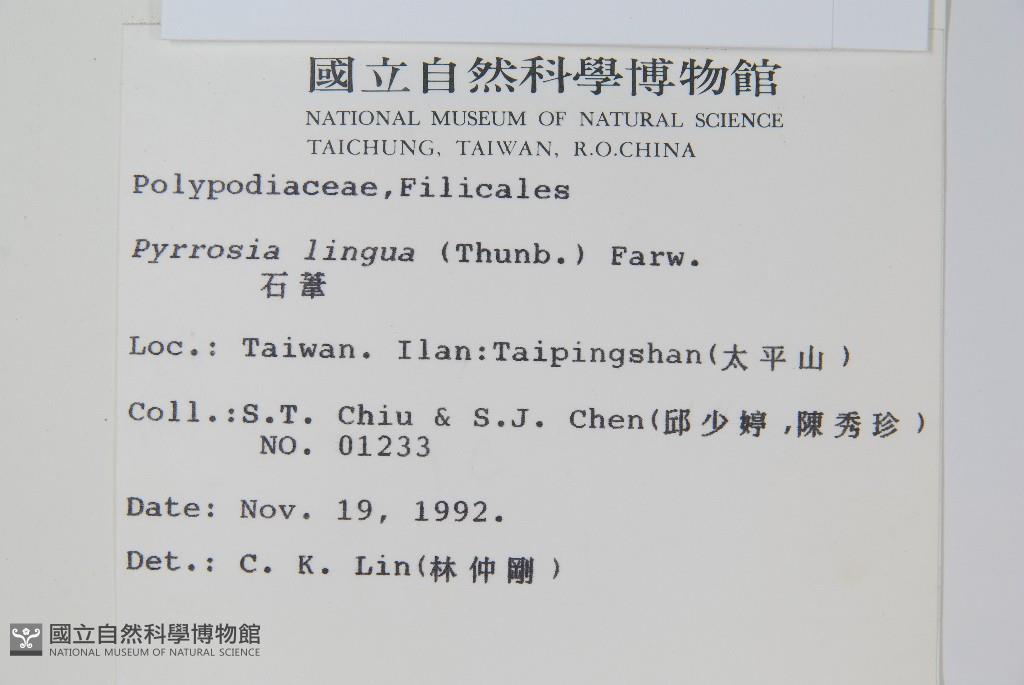 國立自然科學博物館
NATIONAL MUSEUM OF NATURAL SCIENCE
TAICHUNG, TAIWAN, R.O.CHINA
Polypodiaceae,Filicales
Pyrrosia lingua (Thunb.) Farw.
石葦
Loc.: Taiwan. Ilan:Taipingshan(太平山)
Coll.:S.T. Chiu & S.J. Chen(邱少婷,陳秀珍)
NO. 01233
Date: Nov. 19, 1992.
Det.: C. K. Lin(林仲剛)
國立自然科學博物館
NATIONAL MUSEUM OF NATURAL SCIENCE